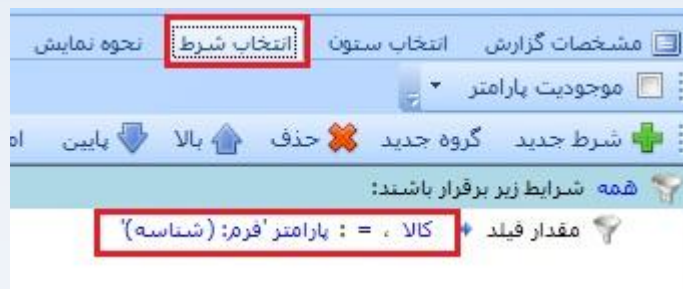 مشخصات گزارش انتخاب ستون انتخاب شرط نحوه نمایش
موجودیت پارامتر
شرط جدید گروه جدید حذف بالا پایین
همه شرایط زیر برقرار باشند:
مقدار فیلد کالا ، = : پارامتر 'فرم: (شناسه)'